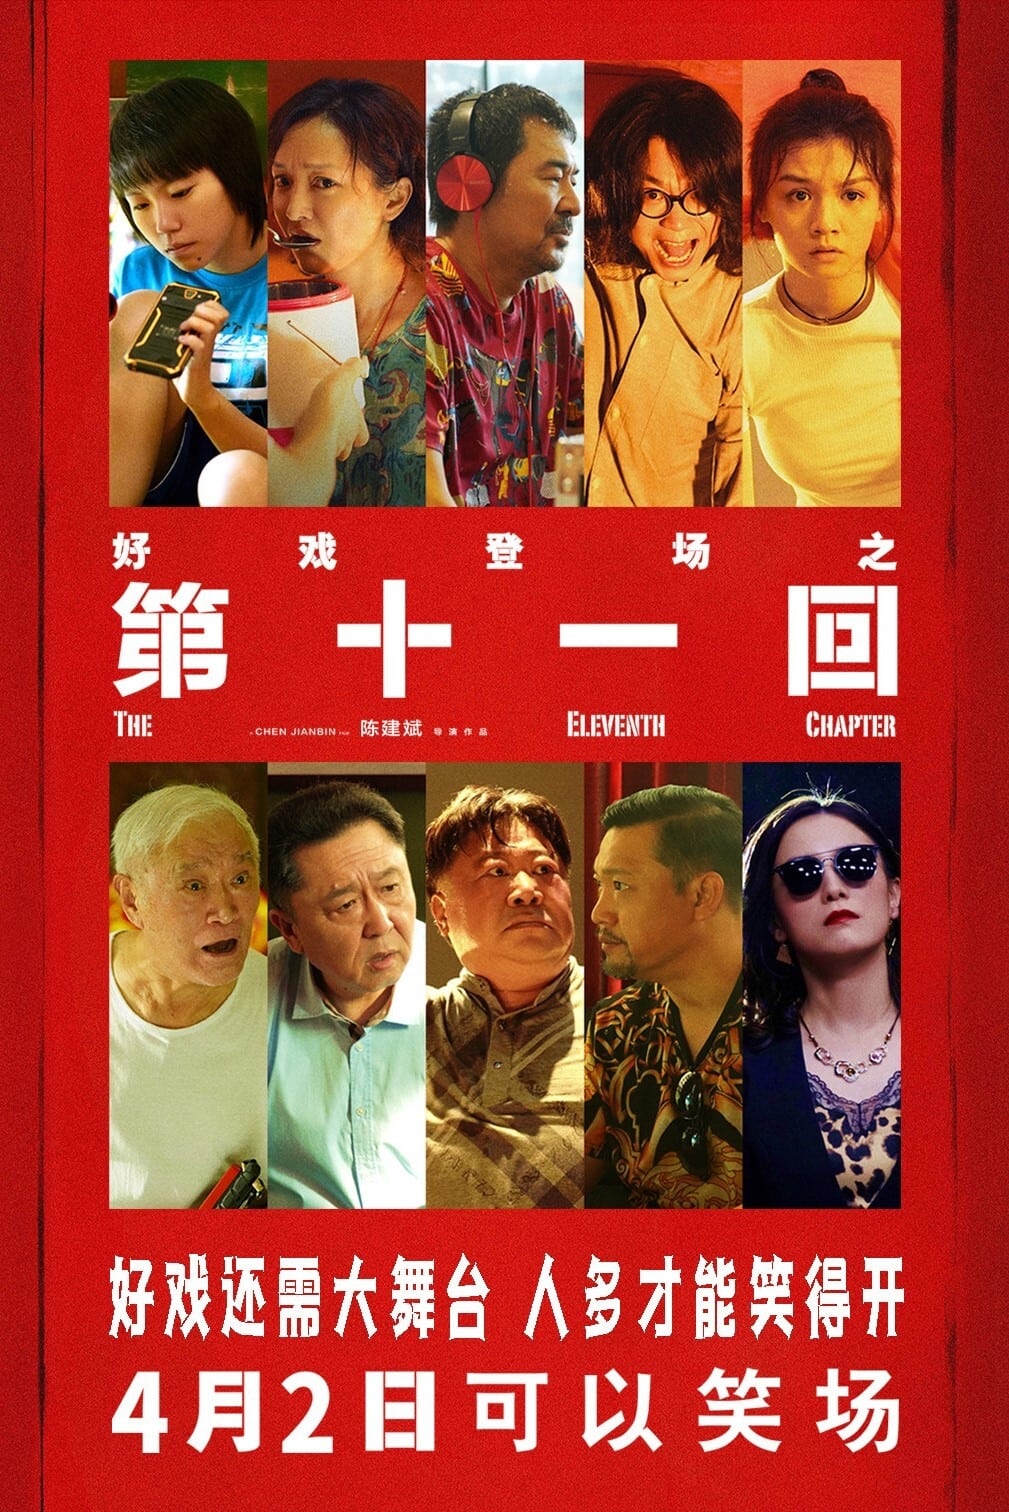 好戏登场之
第十一回
THE ELEVENTH CHAPTER
A CHEN JIANBIN FILM 陈建斌 导演作品
好戏还需大舞台 人多才能笑得开
4月2日可以笑场